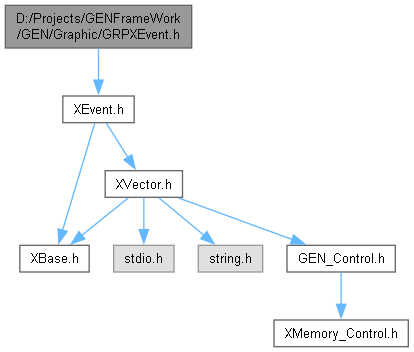 D:/Projects/GENFrameWork
/GEN/Graphic/GRPXEvent.h
XEvent.h
XVector.h
XBase.h
stdio.h
string.h
GEN_Control.h
XMemory_Control.h